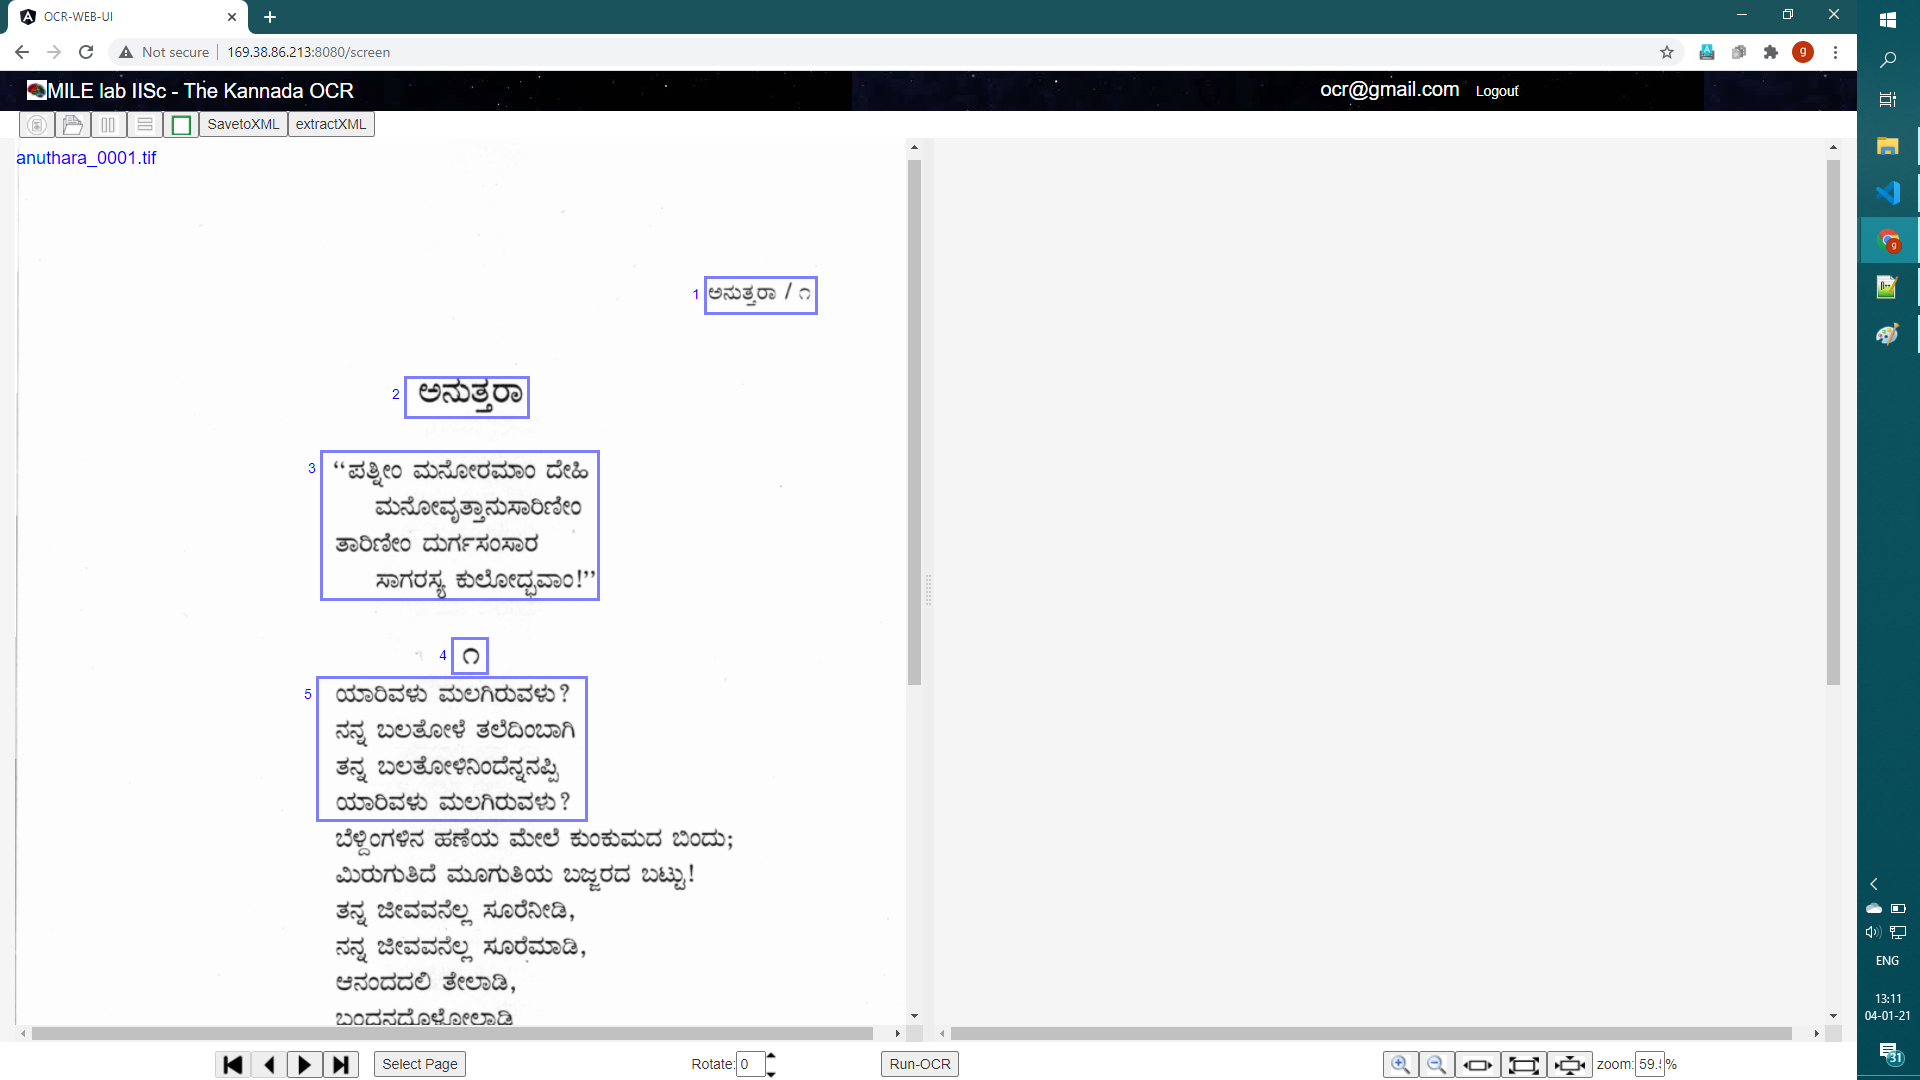 OCR-WEB-UI
Not secure
169.38.86.213:8080/screen
g
MILE lab IISc - The Kannada OCR
ocr@gmail.com
Logout
SavetoXML
extractXML
anuthara_0001.tif
1
ಅನುತ್ತರಾ / ೧
2
ಅನುತ್ತರಾ
3
“ಪತ್ನೀಂ ಮನೋರಮಾಂ ದೇಹಿ
ಮನೋವೃತ್ತಾನುಸಾರಿಣೀಂ
ತಾರಿಣೀಂ ದುರ್ಗಸಂಸಾರ
ಸಾಗರಸ್ಯ ಕುಲೋದ್ಭವಾಂ!”
4
೧
5
ಯಾರಿವಳು ಮಲಗಿರುವಳು?
ನನ್ನ ಬಲತೋಳೆ ತಲೆದಿಂಬಾಗಿ
ತನ್ನ ಬಲತೋಳಿನಿಂದೆನ್ನನಪ್ಪಿ
ಯಾರಿವಳು ಮಲಗಿರುವಳು?
ಬೆಳ್ದಿಂಗಳಿನ ಹಣೆಯ ಮೇಲೆ ಕುಂಕುಮದ ಬಿಂದು;
ಮಿರುಗುತಿದೆ ಮೂಗುತಿಯ ಬಜ್ಜರದ ಬಟ್ಟು!
ತನ್ನ ಜೀವವನೆಲ್ಲ ಸೂರೆನೀಡಿ,
ನನ್ನ ಜೀವವನೆಲ್ಲ ಸೂರೆಮಾಡಿ,
ಆನಂದದಲಿ ತೇಲಾಡಿ,
ಬಂಧನದೊಳೋಲಾಡಿ
Select Page
Rotate:
0
Run-OCR
zoom:
59.
%
ENG
13:11
04-01-21
31